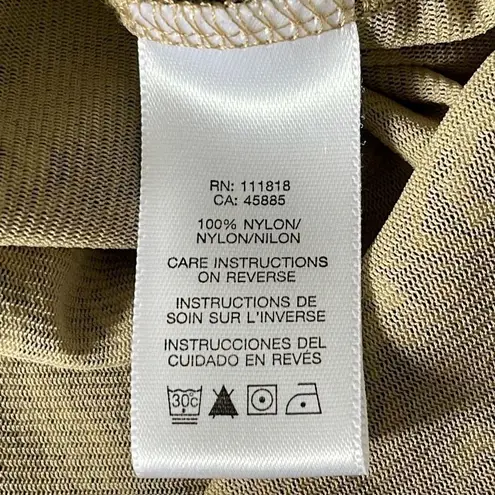 RN: 111818
CA: 45885
100% NYLON/
NYLON/NILON
CARE INSTRUCTIONS
ON REVERSE
INSTRUCTIONS DE
SOIN SUR L'INVERSE
INSTRUCCIONES DEL
CUIDADO EN REVÉS
30C